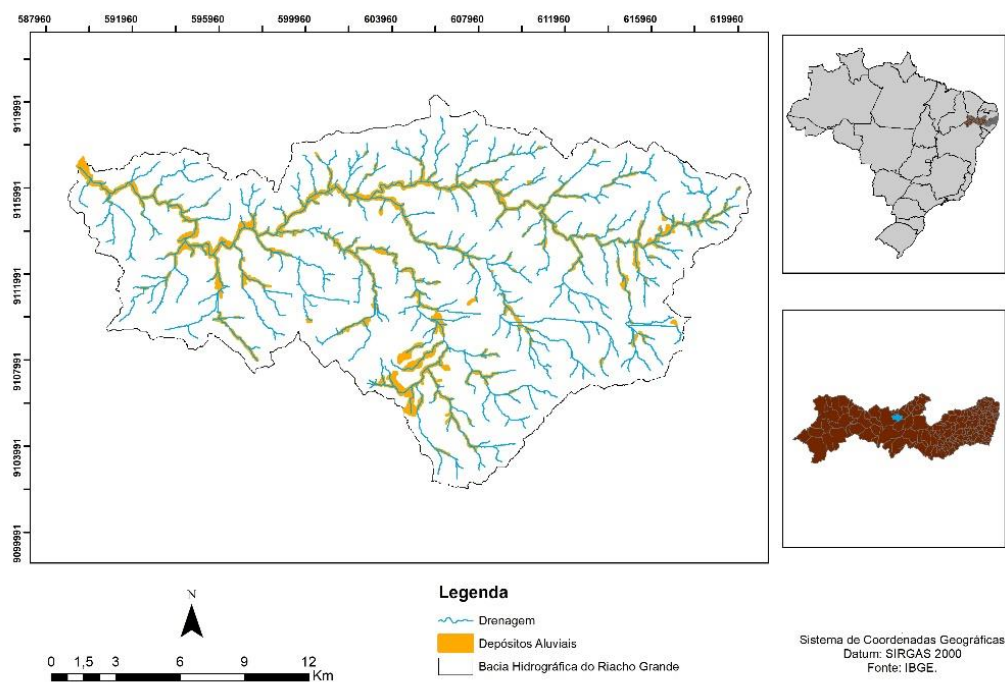 587960 591960 595960 599960 603960 607960 611960 615960 619960
9119991
9115991
9111991
9107991
9103991
9099991
N
0 1,5 3 6 9 12
Km
Legenda
Drenagem
Depósitos Aluviais
Bacia Hidrográfica do Riacho Grande
Sistema de Coordenadas Geográficas
Datum: SIRGAS 2000
Fonte: IBGE.